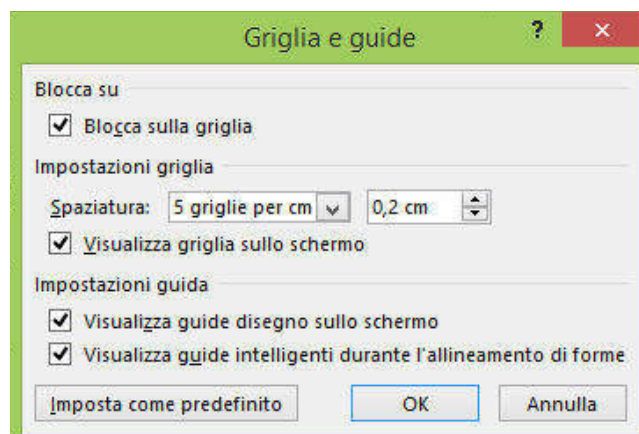 Griglia e guide ?
Blocca su
Blocca sulla griglia
Impostazioni griglia
Spaziatura: 5 griglie per cm 0,2 cm
Visualizza griglia sullo schermo
Impostazioni guida
Visualizza guide disegno sullo schermo
Visualizza guide intelligenti durante l'allineamento di forme
Imposta come predefinito OK Annulla